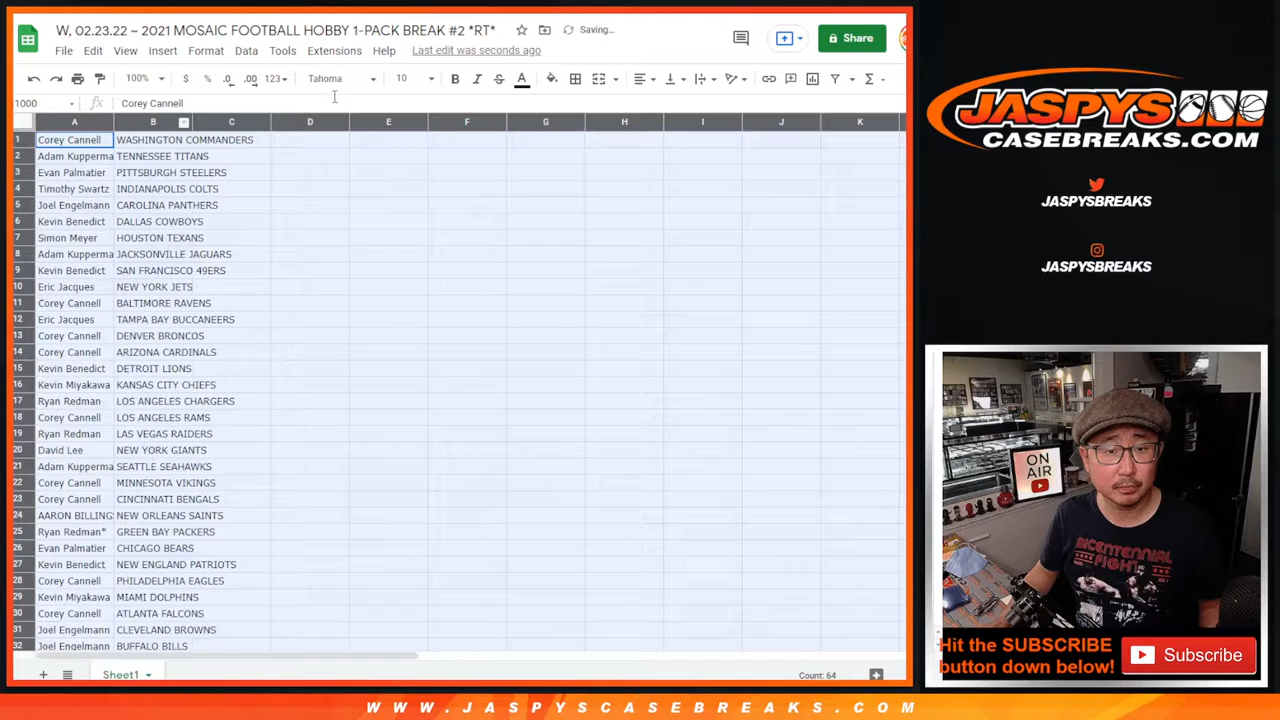 W, 02.23.22 ~ 2021 MOSAIC FOOTBALL HOBBY 1-PACK BREAK #2 *RT*
Saving...
Share
File Edit View Insert Format Data Tools Extensions Help Last edit was seconds ago
100% $ % .0 .00 123 Tahoma 10 B I S A
1000 fx Corey Cannell
A B C D E F G H I J K
1 Corey Cannell WASHINGTON COMMANDERS
2 Adam Kupperma TENNESSEE TITANS
3 Evan Palmatier PITTSBURGH STEELERS
4 Timothy Swartz INDIANAPOLIS COLTS
5 Joel Engelmann CAROLINA PANTHERS
6 Kevin Benedict DALLAS COWBOYS
7 Simon Meyer HOUSTON TEXANS
8 Adam Kupperma JACKSONVILLE JAGUARS
9 Kevin Benedict SAN FRANCISCO 49ERS
10 Eric Jacques NEW YORK JETS
11 Corey Cannell BALTIMORE RAVENS
12 Eric Jacques TAMPA BAY BUCCANEERS
13 Corey Cannell DENVER BRONCOS
14 Corey Cannell ARIZONA CARDINALS
15 Kevin Benedict DETROIT LIONS
16 Kevin Miyakawa KANSAS CITY CHIEFS
17 Ryan Redman LOS ANGELES CHARGERS
18 Corey Cannell LOS ANGELES RAMS
19 Ryan Redman LAS VEGAS RAIDERS
20 David Lee NEW YORK GIANTS
21 Adam Kupperma SEATTLE SEAHAWKS
22 Corey Cannell MINNESOTA VIKINGS
23 Corey Cannell CINCINNATI BENGALS
24 AARON BILLING NEW ORLEANS SAINTS
25 Ryan Redman* GREEN BAY PACKERS
26 Evan Palmatier CHICAGO BEARS
27 Kevin Benedict NEW ENGLAND PATRIOTS
28 Corey Cannell PHILADELPHIA EAGLES
29 Kevin Miyakawa MIAMI DOLPHINS
30 Corey Cannell ATLANTA FALCONS
31 Joel Engelmann CLEVELAND BROWNS
32 Joel Engelmann BUFFALO BILLS
Sheet1
Count: 64
JASPYS
CASEBREAKS.COM
JASPYSBREAKS
JASPYSBREAKS
ON
AIR
BICENTENNIAL
FIGHT
Hit the SUBSCRIBE
button down below!
Subscribe
WWW.JASPYSCASEBREAKS.COM